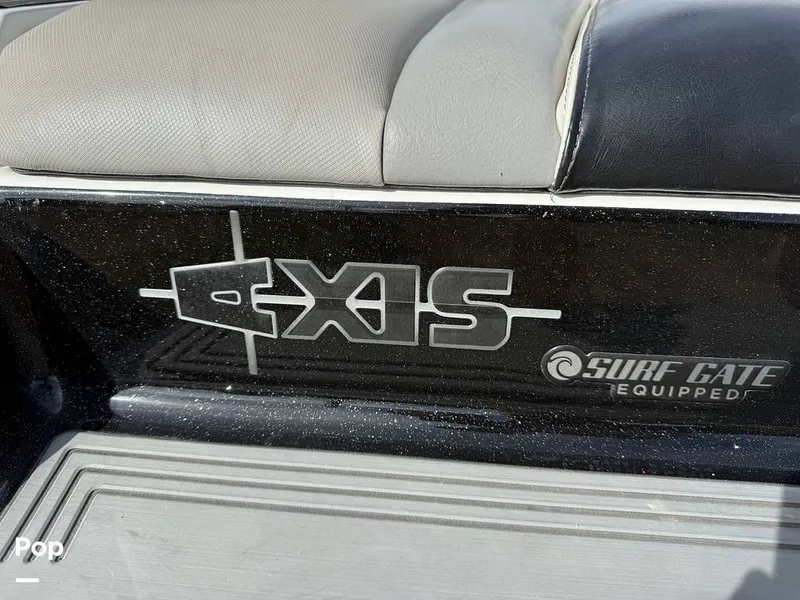 AXIS
SURF GATE
EQUIPPED
Pop